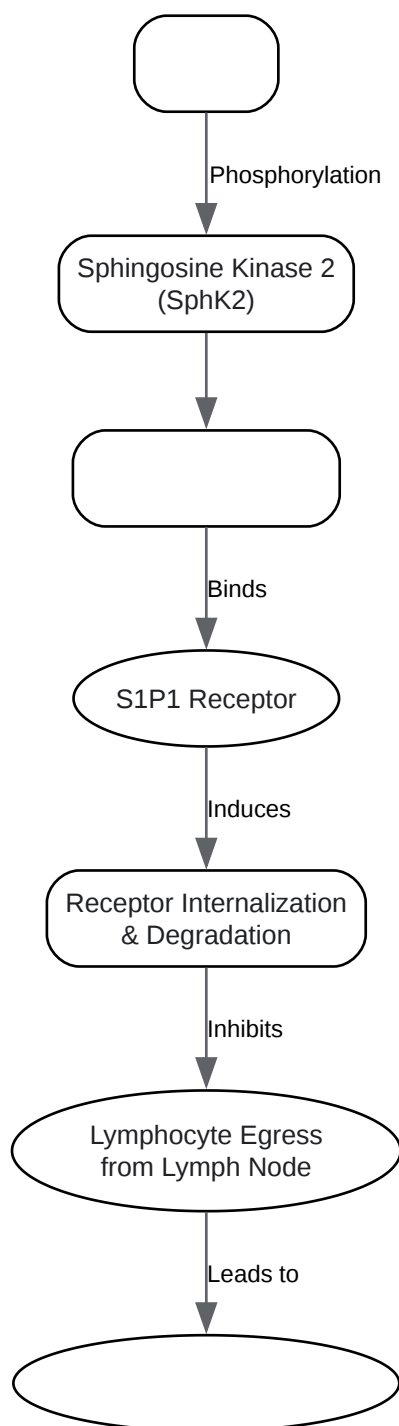 Phosphorylation
Sphingosine Kinase 2
(SphK2)
Binds
S1P1 Receptor
Induces
Receptor Internalization
& Degradation
Inhibits
Lymphocyte Egress
from Lymph Node
Leads to